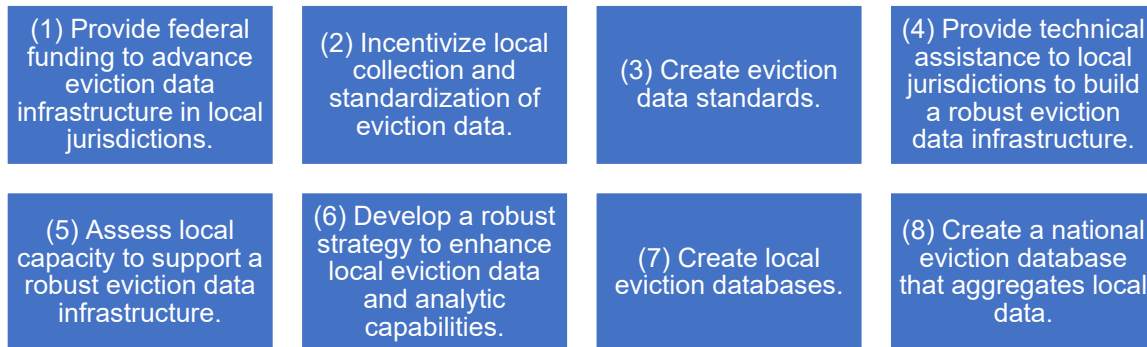 (1) Provide federal
funding to advance
eviction data
infrastructure in local
jurisdictions.
(2) Incentivize local
collection and
standardization of
eviction data.
(3) Create eviction
data standards.
(4) Provide technical
assistance to local
jurisdictions to build
a robust eviction
data infrastructure.
(5) Assess local
capacity to support a
robust eviction data
infrastructure.
(6) Develop a robust
strategy to enhance
local eviction data
and analytic
capabilities.
(7) Create local
eviction databases.
(8) Create a national
eviction database
that aggregates local
data.